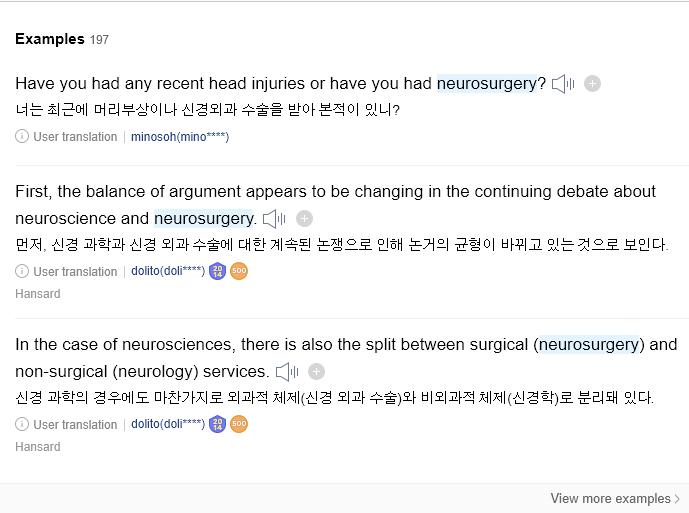 Examples 197
Have you had any recent head injuries or have you had neurosurgery?
너는 최근에 머리부상이나 신경외과 수술을 받아 본적이 있니?
User translation | minosoh(mino****)
First, the balance of argument appears to be changing in the continuing debate about
neuroscience and neurosurgery.
먼저, 신경 과학과 신경 외과 수술에 대한 계속된 논쟁으로 인해 논거의 균형이 바뀌고 있는 것으로 보인다.
User translation | dolito(doli****) 2014 500
Hansard
In the case of neurosciences, there is also the split between surgical (neurosurgery) and
non-surgical (neurology) services.
신경 과학의 경우에도 마찬가지로 외과적 체제(신경 외과 수술)와 비외과적 체제(신경학)로 분리돼 있다.
User translation | dolito(doli****) 2014 500
Hansard
View more examples